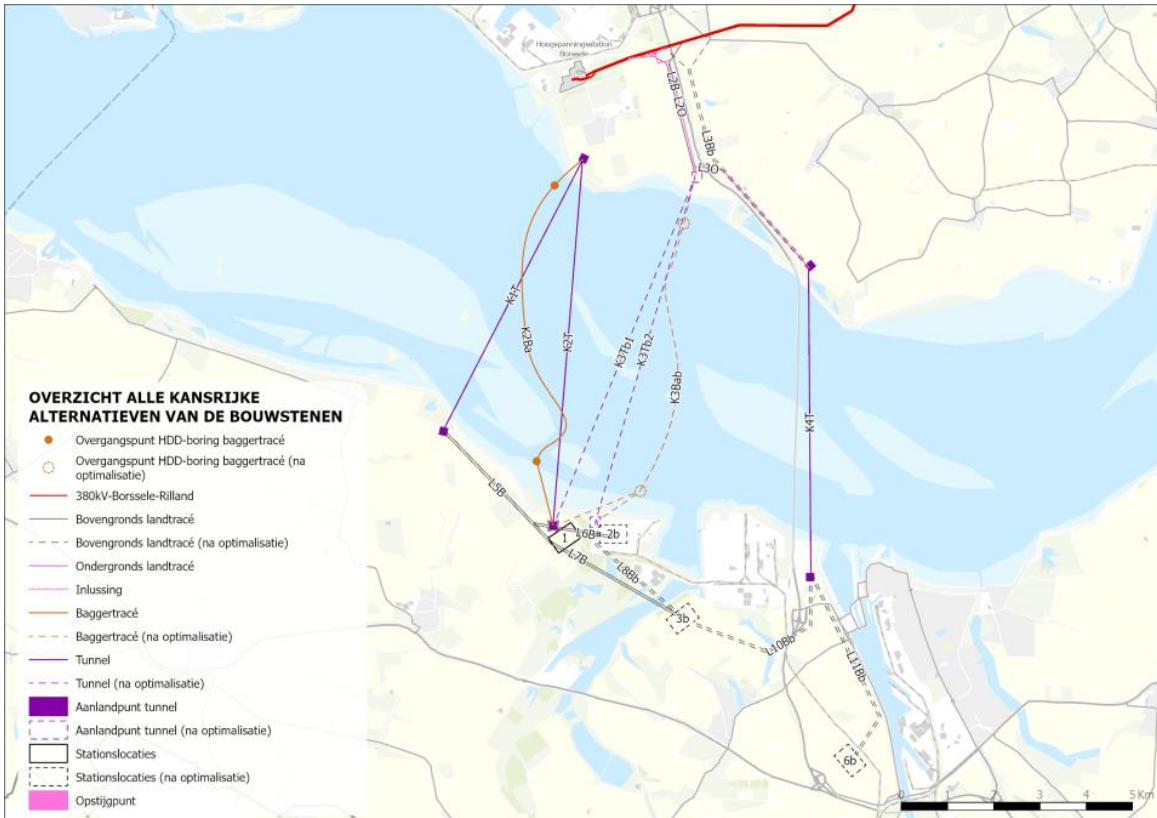 Hoogspanningsstation
Borssele
L2B-L2O
L3Bb
L3O
K1T
K2Ba
K2T
K3Tb1
K3Tb2
K3Bab
K4T
L5B
L6B
1
2b
L7B
L8Bb
3b
L10Bb
L11Bb
6b
OVERZICHT ALLE KANSRIJKE
ALTERNATIEVEN VAN DE BOUWSTENEN
Overgangspunt HDD-boring baggertracé
Overgangspunt HDD-boring baggertracé (na
optimalisatie)
380kV-Borssele-Rilland
Bovengronds landtracé
Bovengronds landtracé (na optimalisatie)
Ondergronds landtracé
Inlussing
Baggertracé
Baggertracé (na optimalisatie)
Tunnel
Tunnel (na optimalisatie)
Aanlandpunt tunnel
Aanlandpunt tunnel (na optimalisatie)
Stationslocaties
Stationslocaties (na optimalisatie)
Opstijgpunt
0 1 2 3 4 5 Km